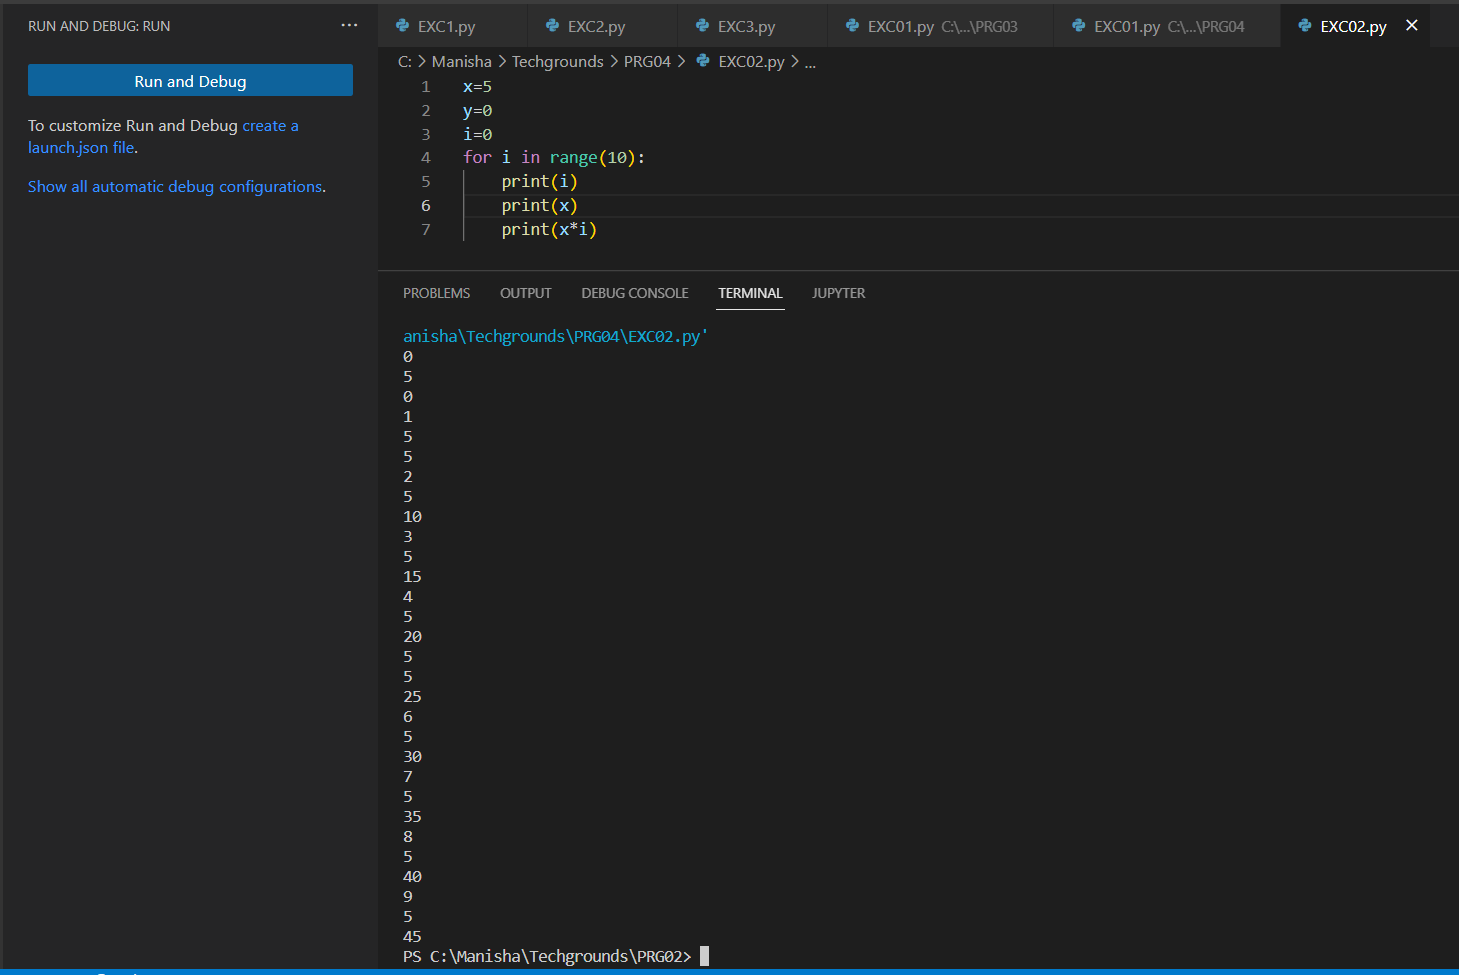 RUN AND DEBUG: RUN ...
Run and Debug
To customize Run and Debug create a
launch.json file.
Show all automatic debug configurations.
EXC1.py EXC2.py EXC3.py EXC01.py C:\...\PRG03 EXC01.py C:\...\PRG04 EXC02.py
C: > Manisha > Techgrounds > PRG04 > EXC02.py > ...
1 x=5
2 y=0
3 i=0
4 for i in range(10):
5 print(i)
6 print(x)
7 print(x*i)
PROBLEMS OUTPUT DEBUG CONSOLE TERMINAL JUPYTER
anisha\Techgrounds\PRG04\EXC02.py'
0
5
0
1
5
5
2
5
10
3
5
15
4
5
20
5
5
25
6
5
30
7
5
35
8
5
40
9
5
45
PS C:\Manisha\Techgrounds\PRG02>